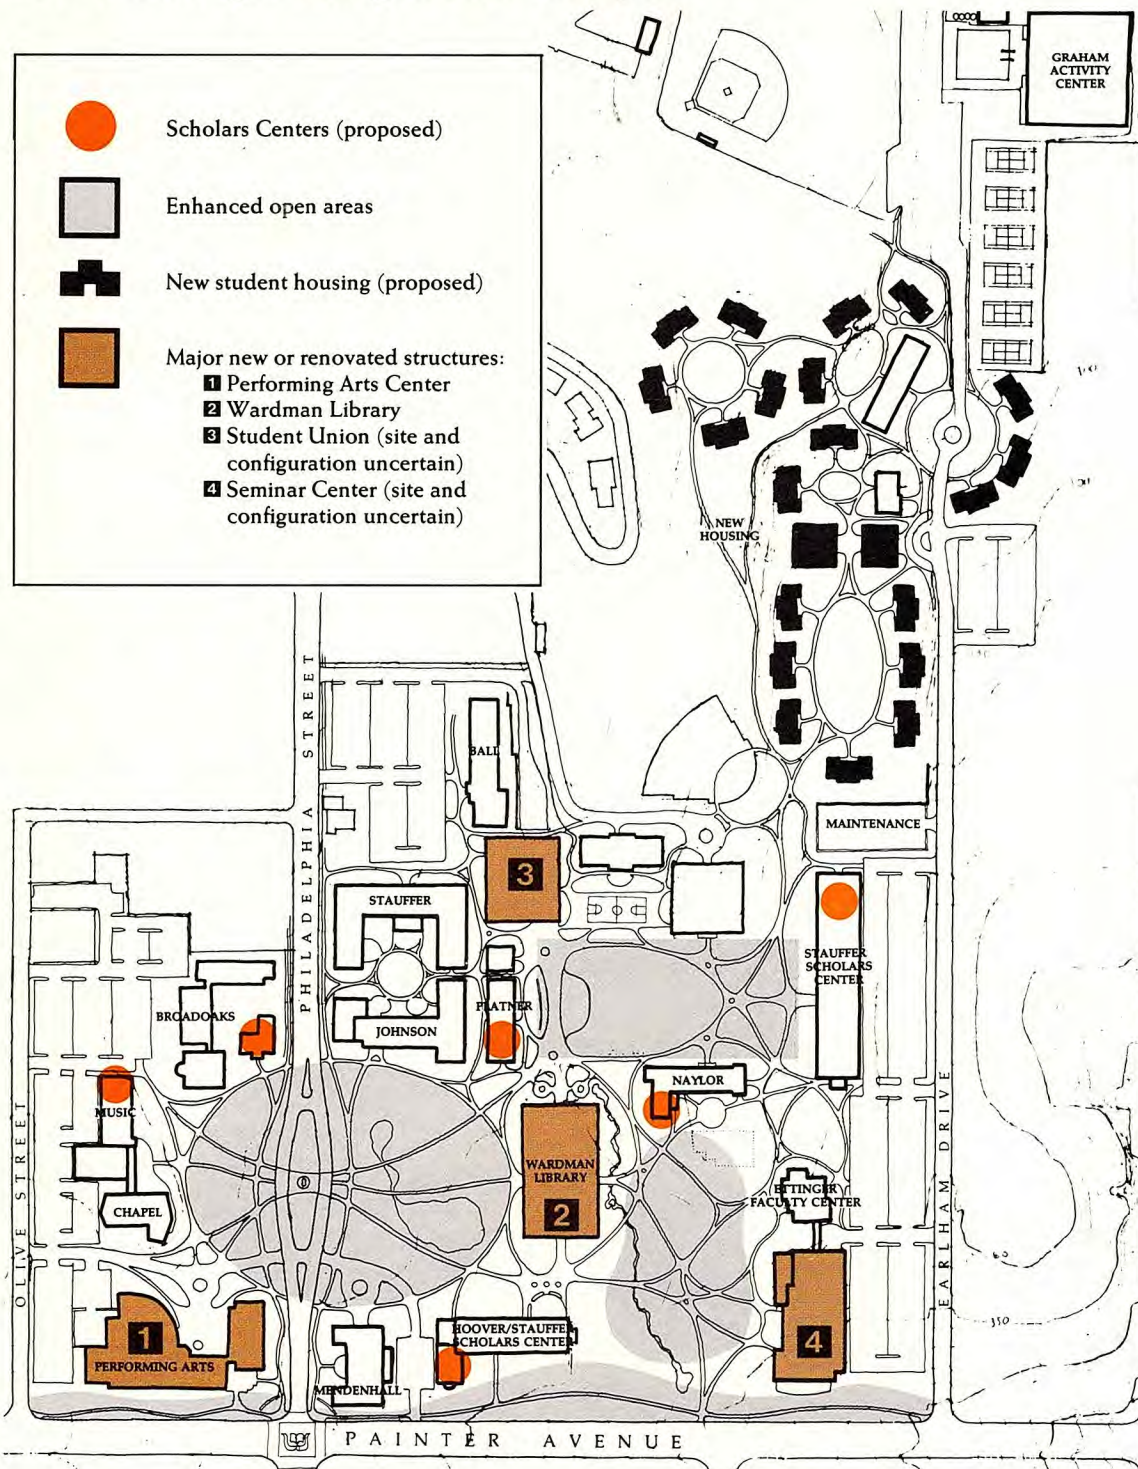 GRAHAM
ACTIVITY
CENTER
Scholars Centers (proposed)
Enhanced open areas
New student housing (proposed)
Major new or renovated structures:
1 Performing Arts Center
2 Wardman Library
3 Student Union (site and
configuration uncertain)
4 Seminar Center (site and
configuration uncertain)
NEW
HOUSING
PHILADELPHIA STREET
BALL
MAINTENANCE
3
STAUFFER
STAUFFER
SCHOLARS
CENTER
PLATNER
BROADOAKS
JOHNSON
NAYLOR
MUSIC
OLIVE STREET
EARLHAM DRIVE
WARDMAN
LIBRARY
2
ETTINGER
FACULTY CENTER
CHAPEL
350
1
PERFORMING ARTS
HOOVER/STAUFFER
SCHOLARS CENTER
4
MENDENHALL
PAINTER AVENUE